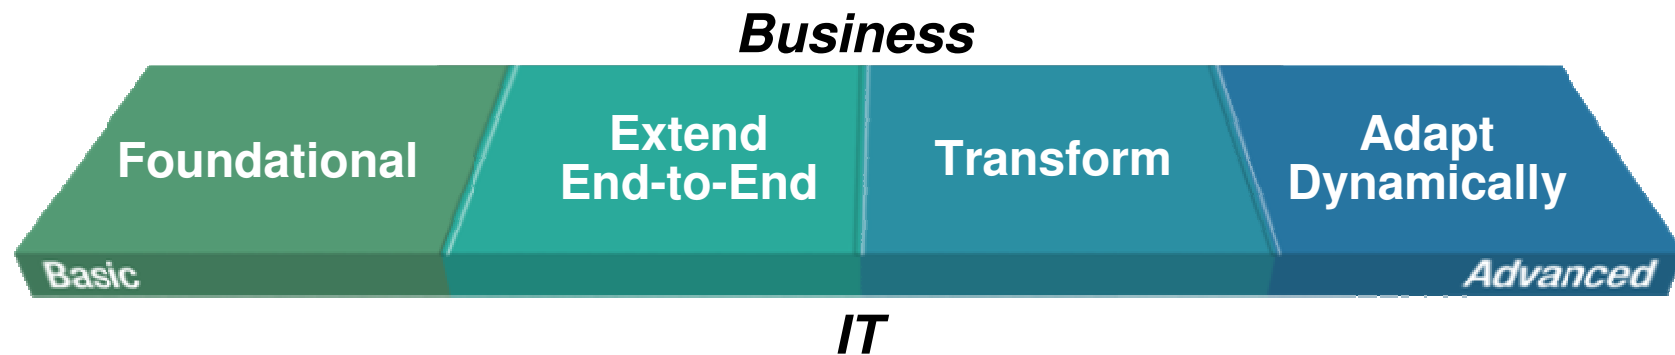 Business
Foundational
Extend
End-to-End
Transform
Adapt
Dynamically
Basic
Advanced
IT